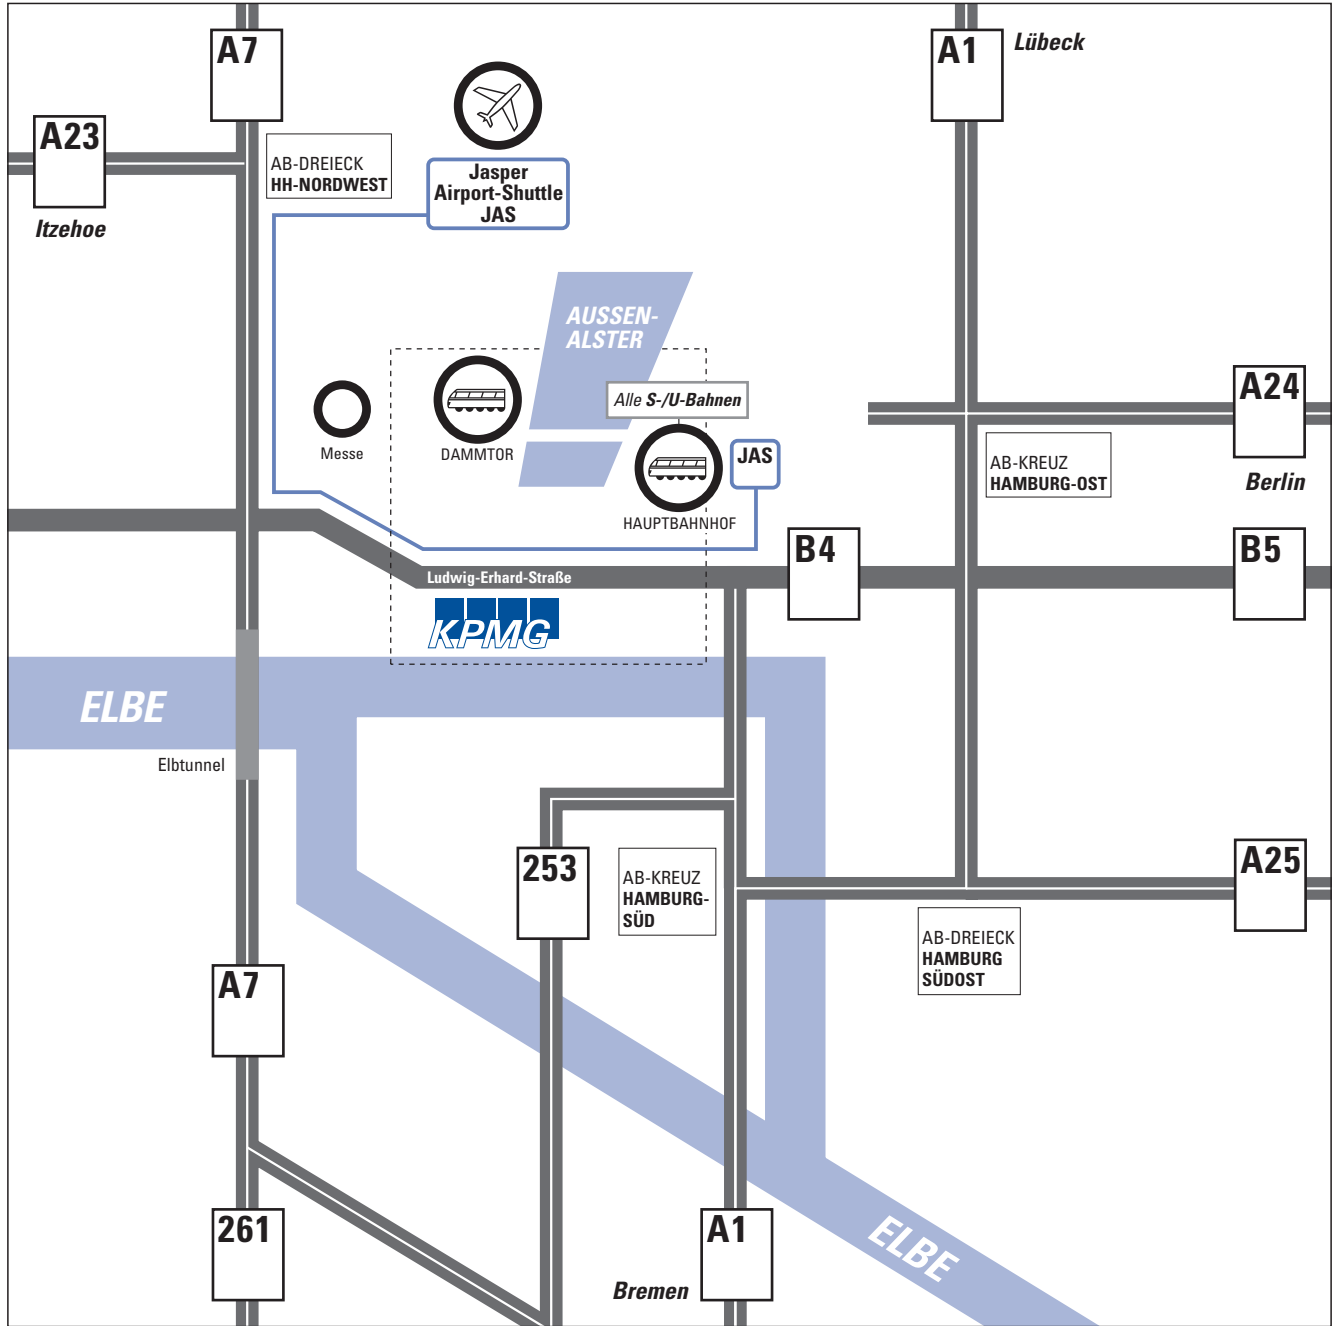 A7
A1
Lübeck
A23
Itzehoe
AB-DREIECK
HH-NORDWEST
Jasper
Airport-Shuttle
JAS
AUSSEN-
ALSTER
Alle S-/U-Bahnen
Messe
DAMMTOR
JAS
HAUPTBAHNHOF
A24
Berlin
AB-KREUZ
HAMBURG-OST
B4
B5
Ludwig-Erhard-Straße
KPMG
ELBE
Elbtunnel
253
AB-KREUZ
HAMBURG-
SÜD
A25
AB-DREIECK
HAMBURG
SÜDOST
A7
261
A1
Bremen
ELBE